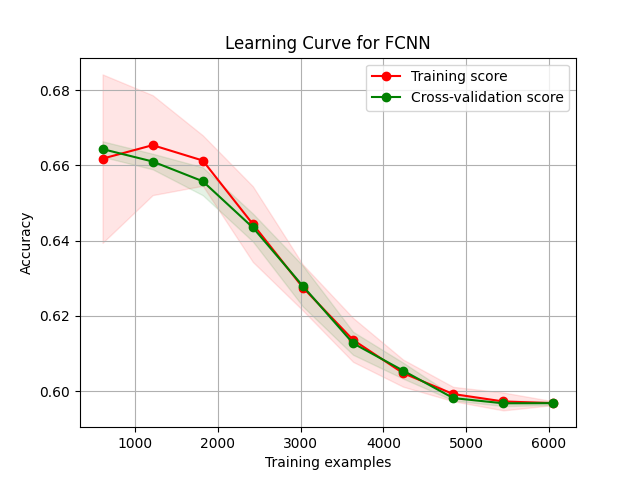 Learning Curve for FCNN
Training score
Cross-validation score
Accuracy
0.68
0.66
0.64
0.62
0.60
1000 2000 3000 4000 5000 6000
Training examples